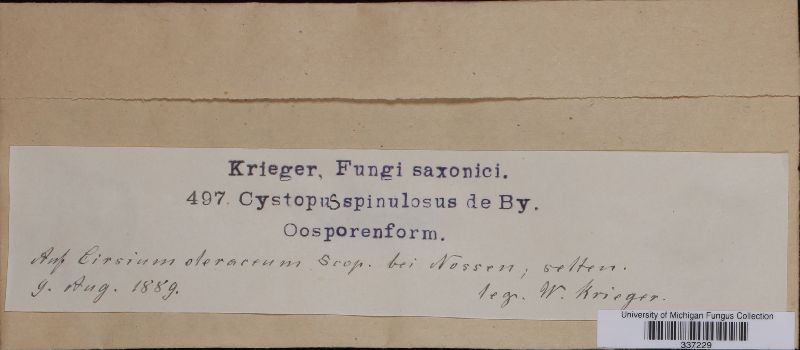 Krieger, Fungi saxonici.
497. Cystopus spinulosus de By.
Oosporenform.
Auf Cirsium oleraceum Scop. bei Nossen, selten.
9. Aug. 1889.
leg. W. Krieger.
University of Michigan Fungus Collection
337229